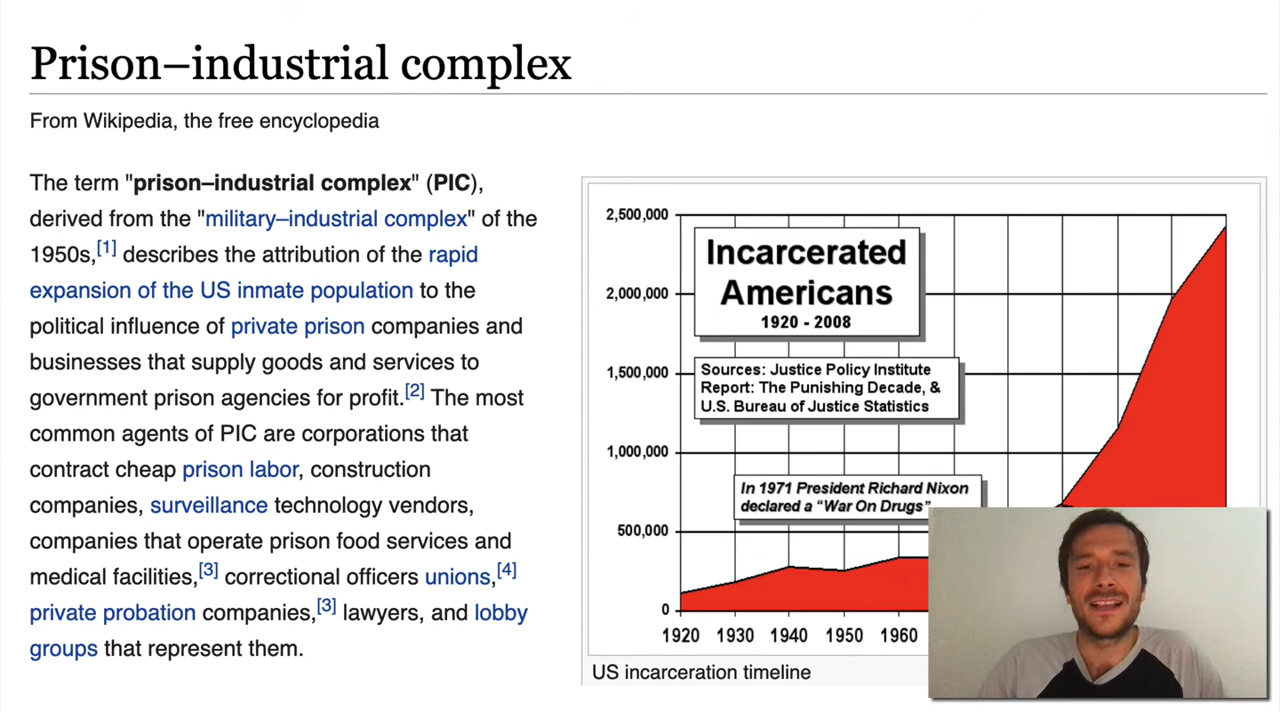 Prison–industrial complex
From Wikipedia, the free encyclopedia
The term "prison–industrial complex" (PIC),
derived from the "military–industrial complex" of the
1950s,[1] describes the attribution of the rapid
expansion of the US inmate population to the
political influence of private prison companies and
businesses that supply goods and services to
government prison agencies for profit.[2] The most
common agents of PIC are corporations that
contract cheap prison labor, construction
companies, surveillance technology vendors,
companies that operate prison food services and
medical facilities,[3] correctional officers unions,[4]
private probation companies,[3] lawyers, and lobby
groups that represent them.
2,500,000
2,000,000
1,500,000
1,000,000
500,000
0
Incarcerated
Americans
1920 - 2008
Sources: Justice Policy Institute
Report: The Punishing Decade, &
U.S. Bureau of Justice Statistics
In 1971 President Richard Nixon
declared a “War On Drugs”
1920 1930 1940 1950 1960
US incarceration timeline